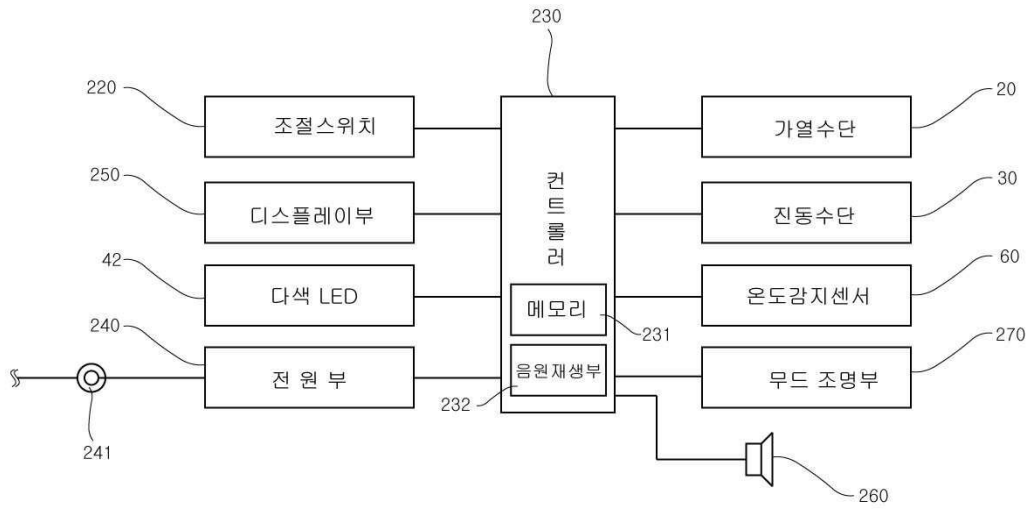 230
220
조절스위치
가열수단
20
250
디스플레이부
컨트롤러
진동수단
30
42
다색 LED
메모리
231
온도감지센서
60
240
전 원 부
음원재생부
232
무드 조명부
270
241
260